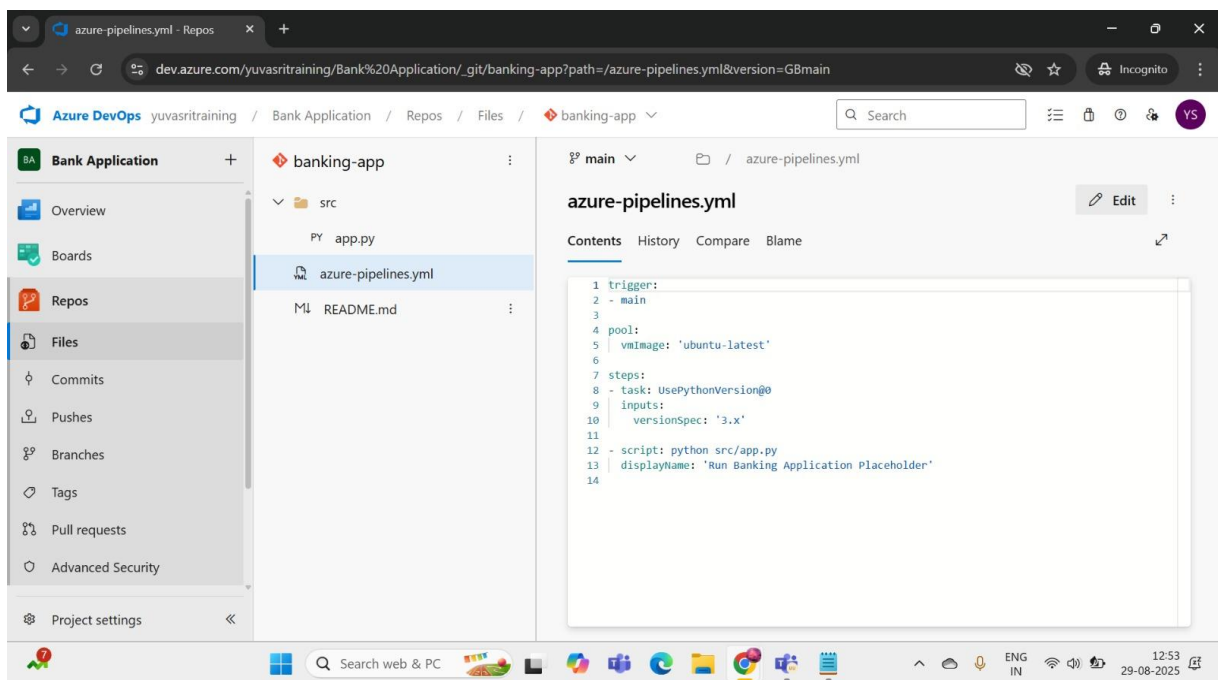 azure-pipelines.yml - Repos
dev.azure.com/yuvasritraining/Bank%20Application/_git/banking-app?path=/azure-pipelines.yml&version=GBmain
Incognito
Azure DevOps yuvasritraining / Bank Application / Repos / Files / banking-app
Search
YS
BA Bank Application +
Overview
Boards
Repos
Files
Commits
Pushes
Branches
Tags
Pull requests
Advanced Security
Project settings
banking-app
src
PY app.py
YML azure-pipelines.yml
M↓ README.md
main / azure-pipelines.yml
azure-pipelines.yml
Edit
Contents History Compare Blame
1 trigger:
2 - main
3
4 pool:
5 vmImage: 'ubuntu-latest'
6
7 steps:
8 - task: UsePythonVersion@0
9 inputs:
10 versionSpec: '3.x'
11
12 - script: python src/app.py
13 displayName: 'Run Banking Application Placeholder'
14
7
Search web & PC
ENG
IN
12:53
29-08-2025